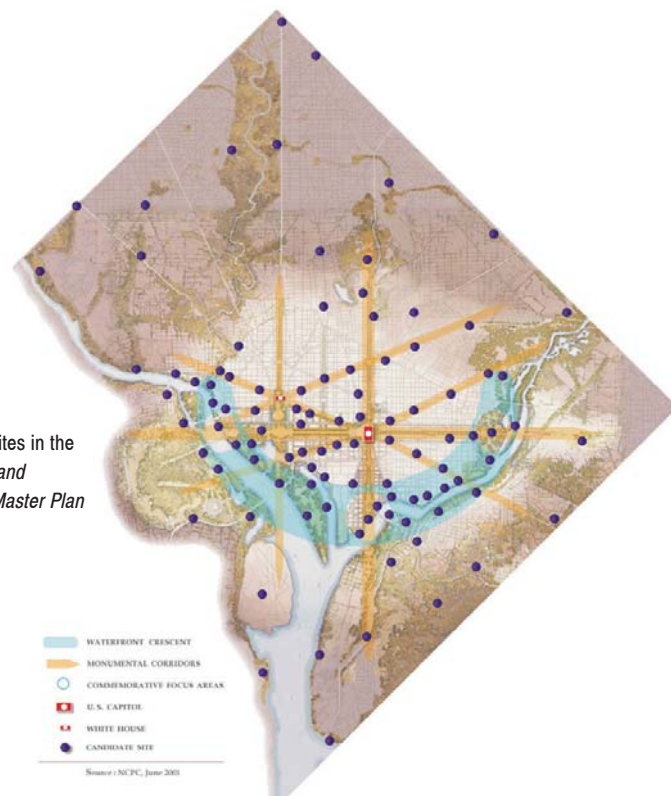 ites in the
and
Master Plan
WATERFRONT CRESCENT
MONUMENTAL CORRIDORS
COMMEMORATIVE FOCUS AREAS
U.S. CAPITOL
WHITE HOUSE
CANDIDATE SITE
Source : NCPC, June 2001